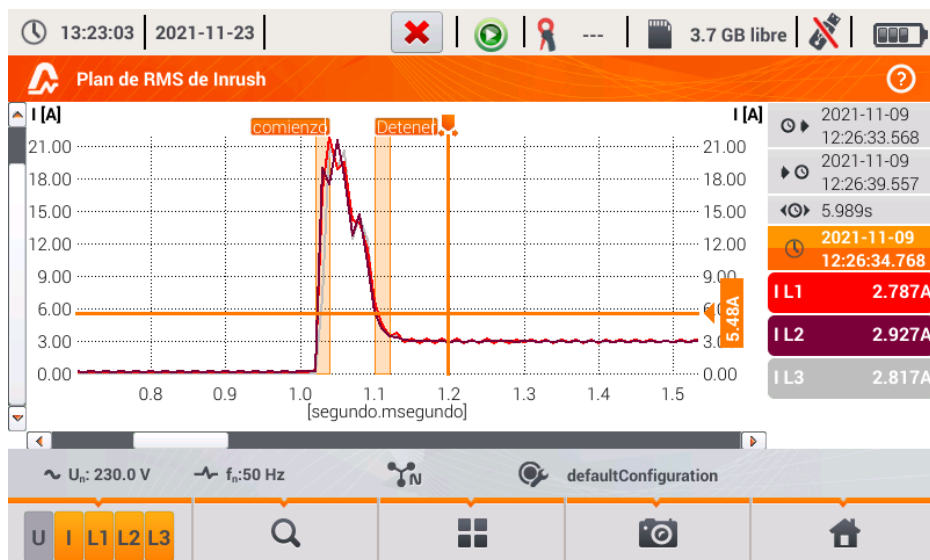 13:23:03 2021-11-23 --- 3.7 GB libre
Plan de RMS de Inrush ?
I [A] I [A]
comienzo Detener
21.00 21.00
18.00 18.00
15.00 15.00
12.00 12.00
9.00 9.00
6.00
3.00
0.00 0.00
5.48A
0.8 0.9 1.0 1.1 1.2 1.3 1.4 1.5
[segundo.msegundo]
2021-11-09
12:26:33.568
2021-11-09
12:26:39.557
5.989s
2021-11-09
12:26:34.768
I L1 2.787A
I L2 2.927A
I L3 2.817A
Un: 230.0 V fn:50 Hz N defaultConfiguration
U I L1 L2 L3